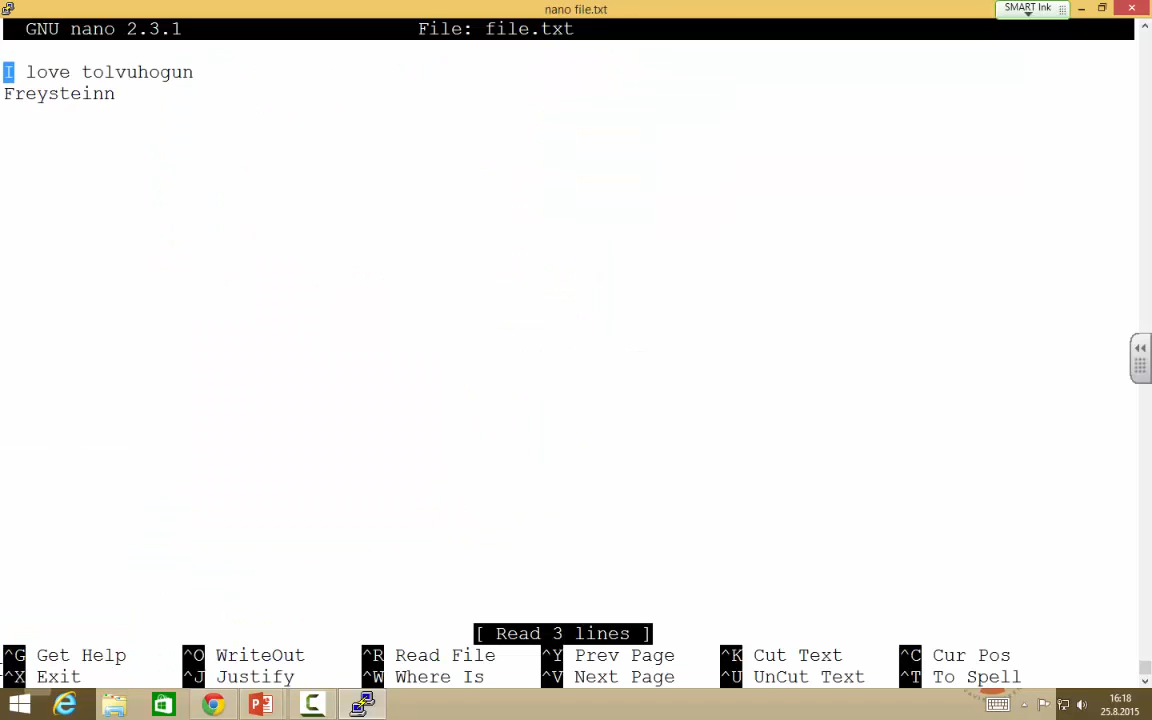 nano file.txt
SMART Ink
GNU nano 2.3.1 File: file.txt
I love tolvuhogun
Freysteinn
[ Read 3 lines ]
^G Get Help ^O WriteOut ^R Read File ^Y Prev Page ^K Cut Text ^C Cur Pos
^X Exit ^J Justify ^W Where Is ^V Next Page ^U UnCut Text ^T To Spell
16:18
25.8.2015